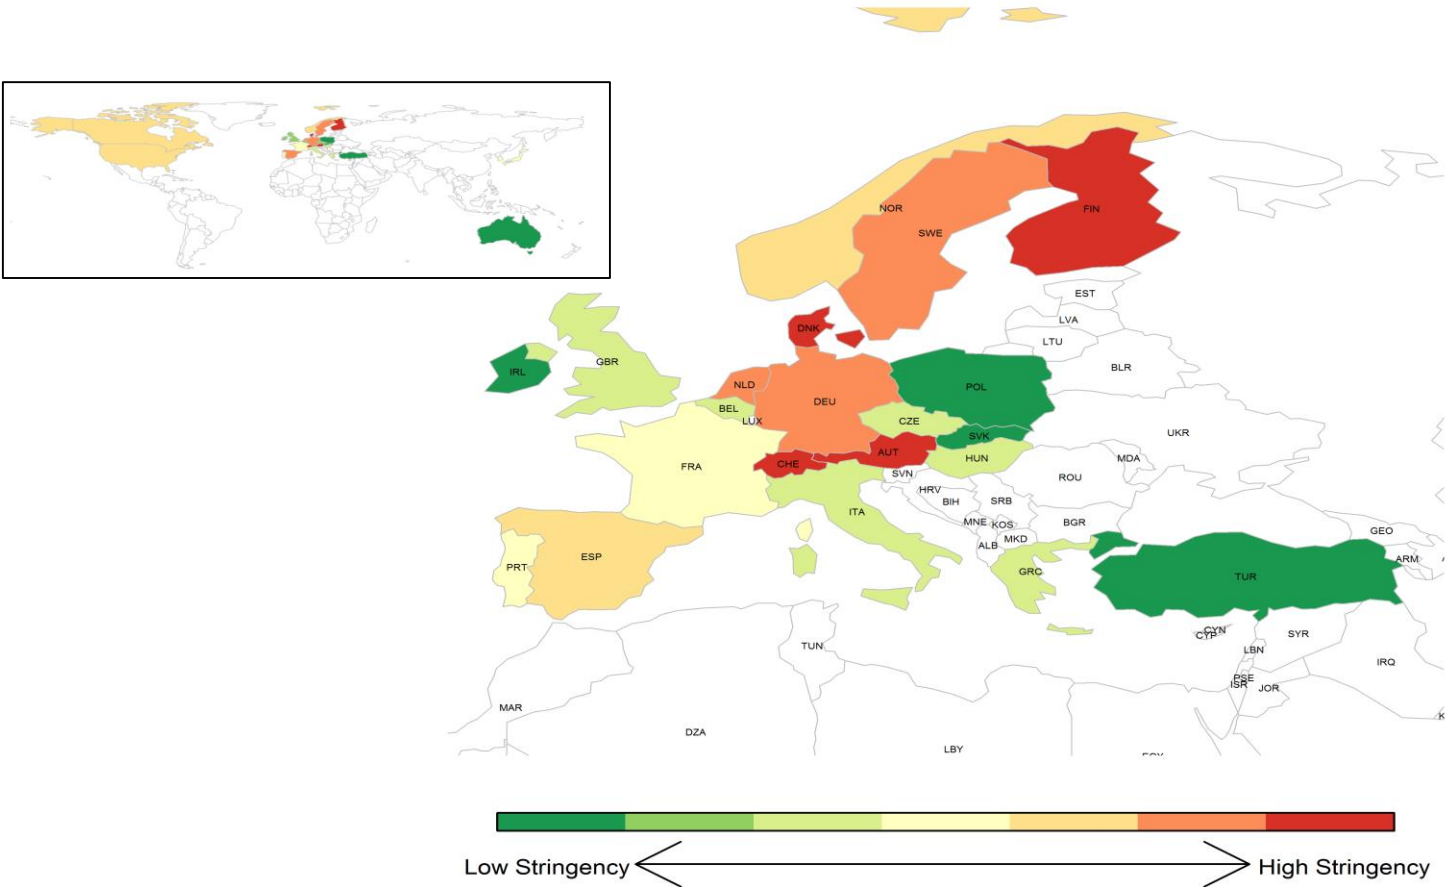 NOR
FIN
SWE
EST
LVA
DNK
LTU
GBR
BLR
IRL
NLD
POL
DEU
BEL
LUX
CZE
UKR
SVK
AUT
HUN
MDA
CHE
FRA
SVN
ROU
HRV
BIH
SRB
ITA
MNE
KOS
BGR
GEO
MKD
ALB
ESP
ARM
PRT
GRC
TUR
CYN
CYP
SYR
TUN
LBN
IRQ
PSE
ISR
JOR
MAR
DZA
LBY
Low Stringency
High Stringency